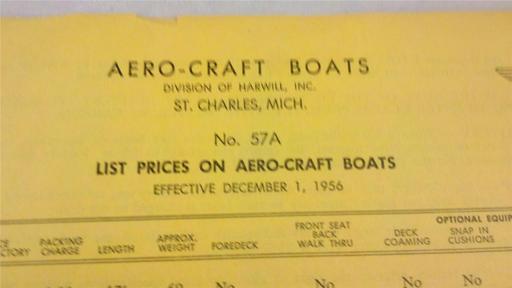 AERO-CRAFT BOATS
DIVISION OF HARWILL, INC.
ST. CHARLES, MICH.
No. 57A
LIST PRICES ON AERO-CRAFT BOATS
EFFECTIVE DECEMBER 1, 1956
OPTIONAL EQUIP
PACKING CHARGE
LENGTH
APPROX. WEIGHT
FOREDECK
FRONT SEAT BACK WALK THRU
DECK COAMING
SNAP IN CUSHIONS
No No No No